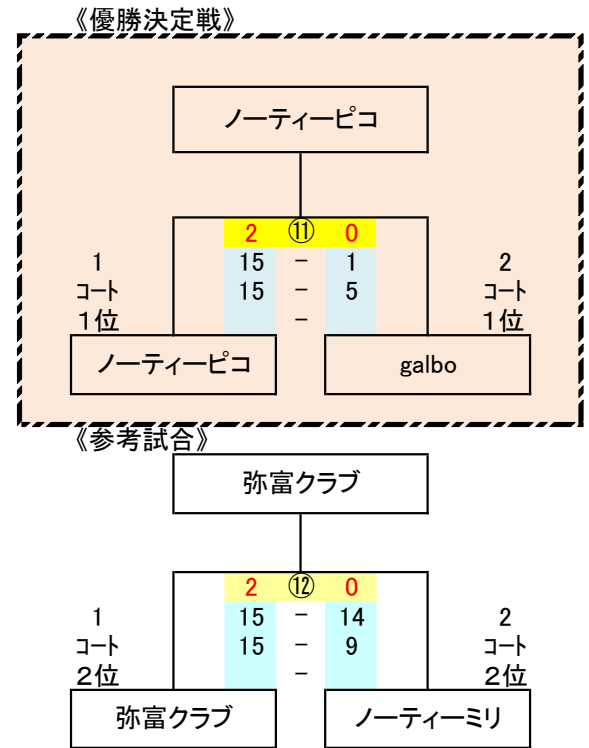 《優勝決定戦》
ノーティーピコ
2 ⑪ 0
1 15 - 1 2
コート 15 - 5 コート
1位 - 1位
ノーティーピコ galbo
《参考試合》
弥富クラブ
2 ⑫ 0
1 15 - 14 2
コート 15 - 9 コート
2位 - 2位
弥富クラブ ノーティーミリ